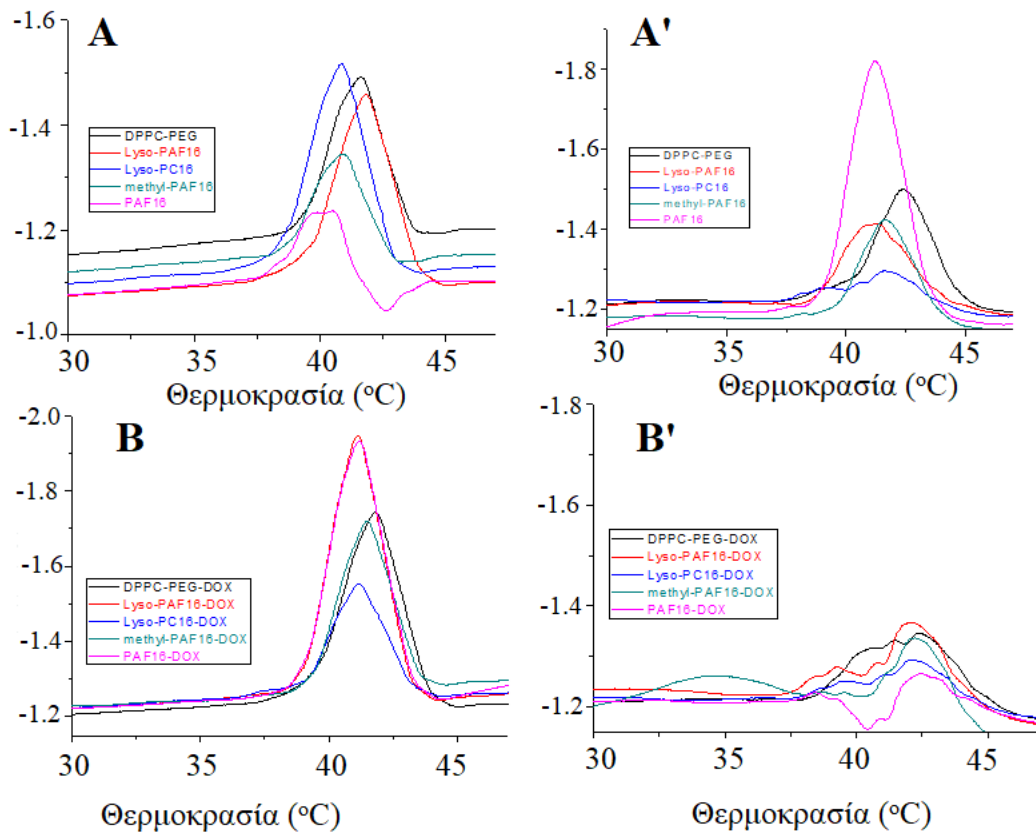 A
-1.6
-1.4
-1.2
-1.0
DPPC-PEG
Lyso-PAF16
Lyso-PC16
methyl-PAF16
PAF16
30 35 40 45
Θερμοκρασία (οC)
A'
-1.8
-1.6
-1.4
-1.2
DPPC-PEG
Lyso-PAF16
Lyso-PC16
methyl-PAF16
PAF16
30 35 40 45
Θερμοκρασία (οC)
B
-2.0
-1.8
-1.6
-1.4
-1.2
DPPC-PEG-DOX
Lyso-PAF16-DOX
Lyso-PC16-DOX
methyl-PAF16-DOX
PAF16-DOX
30 35 40 45
Θερμοκρασία (οC)
B'
-1.8
-1.6
-1.4
-1.2
DPPC-PEG-DOX
Lyso-PAF16-DOX
Lyso-PC16-DOX
methyl-PAF16-DOX
PAF16-DOX
30 35 40 45
Θερμοκρασία (οC)